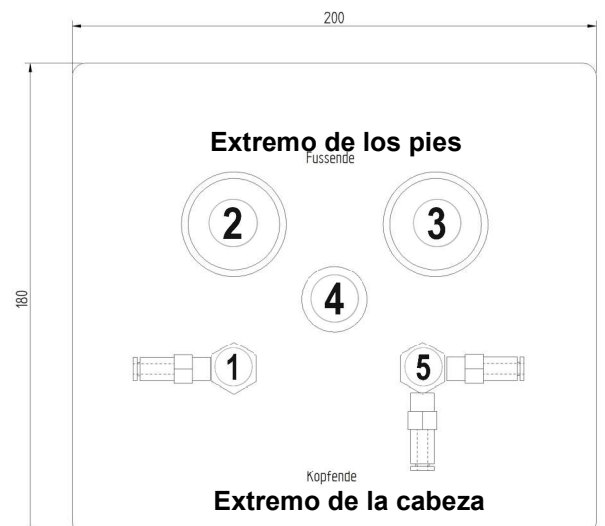 200
180
Extremo de los pies
Fussende
2 3
4
1 5
Kopfende
Extremo de la cabeza